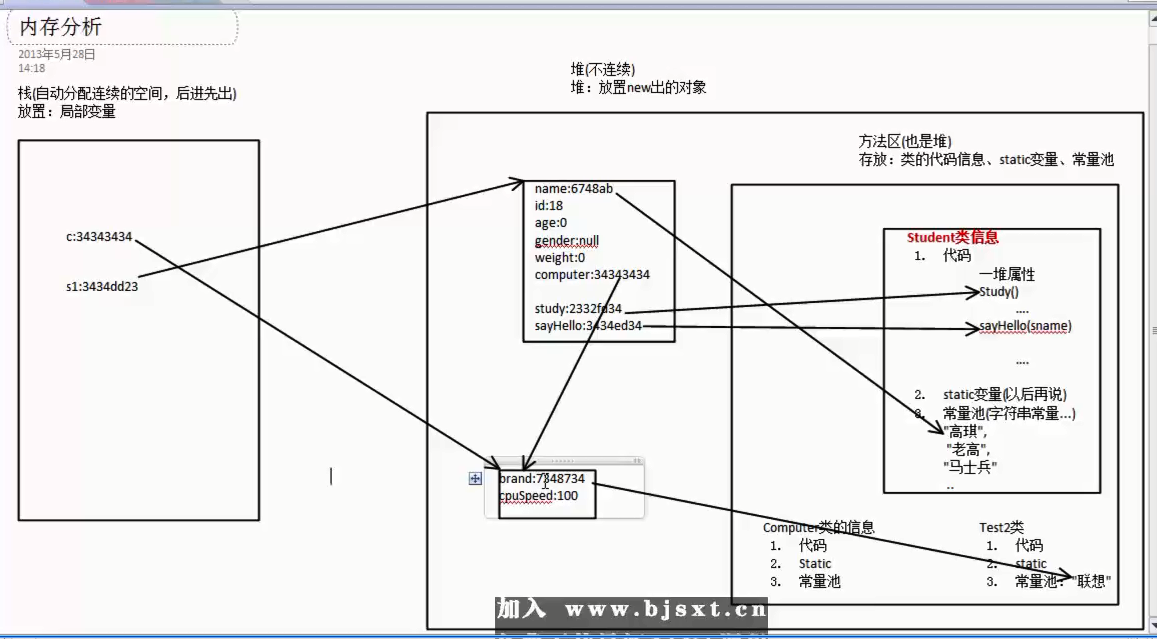 内存分析
2013年5月28日
14:18
栈(自动分配连续的空间，后进先出)
放置：局部变量
c:34343434
s1:3434dd23
堆(不连续)
堆：放置new出的对象
name:6748ab
id:18
age:0
gender:null
weight:0
computer:34343434
study:2332fd34
sayHello:3434ed34
brand:7348734
cpuSpeed:100
方法区(也是堆)
存放：类的代码信息、static变量、常量池
Student类信息
1. 代码
一堆属性
Study()
....
sayHello(sname)
....
2. static变量(以后再说)
3. 常量池(字符串常量...)
"高琪",
"老高",
"马士兵"
..
Computer类的信息
1. 代码
2. Static
3. 常量池
Test2类
1. 代码
2. static
3. 常量池："联想"
加入 www.bjsxt.cn